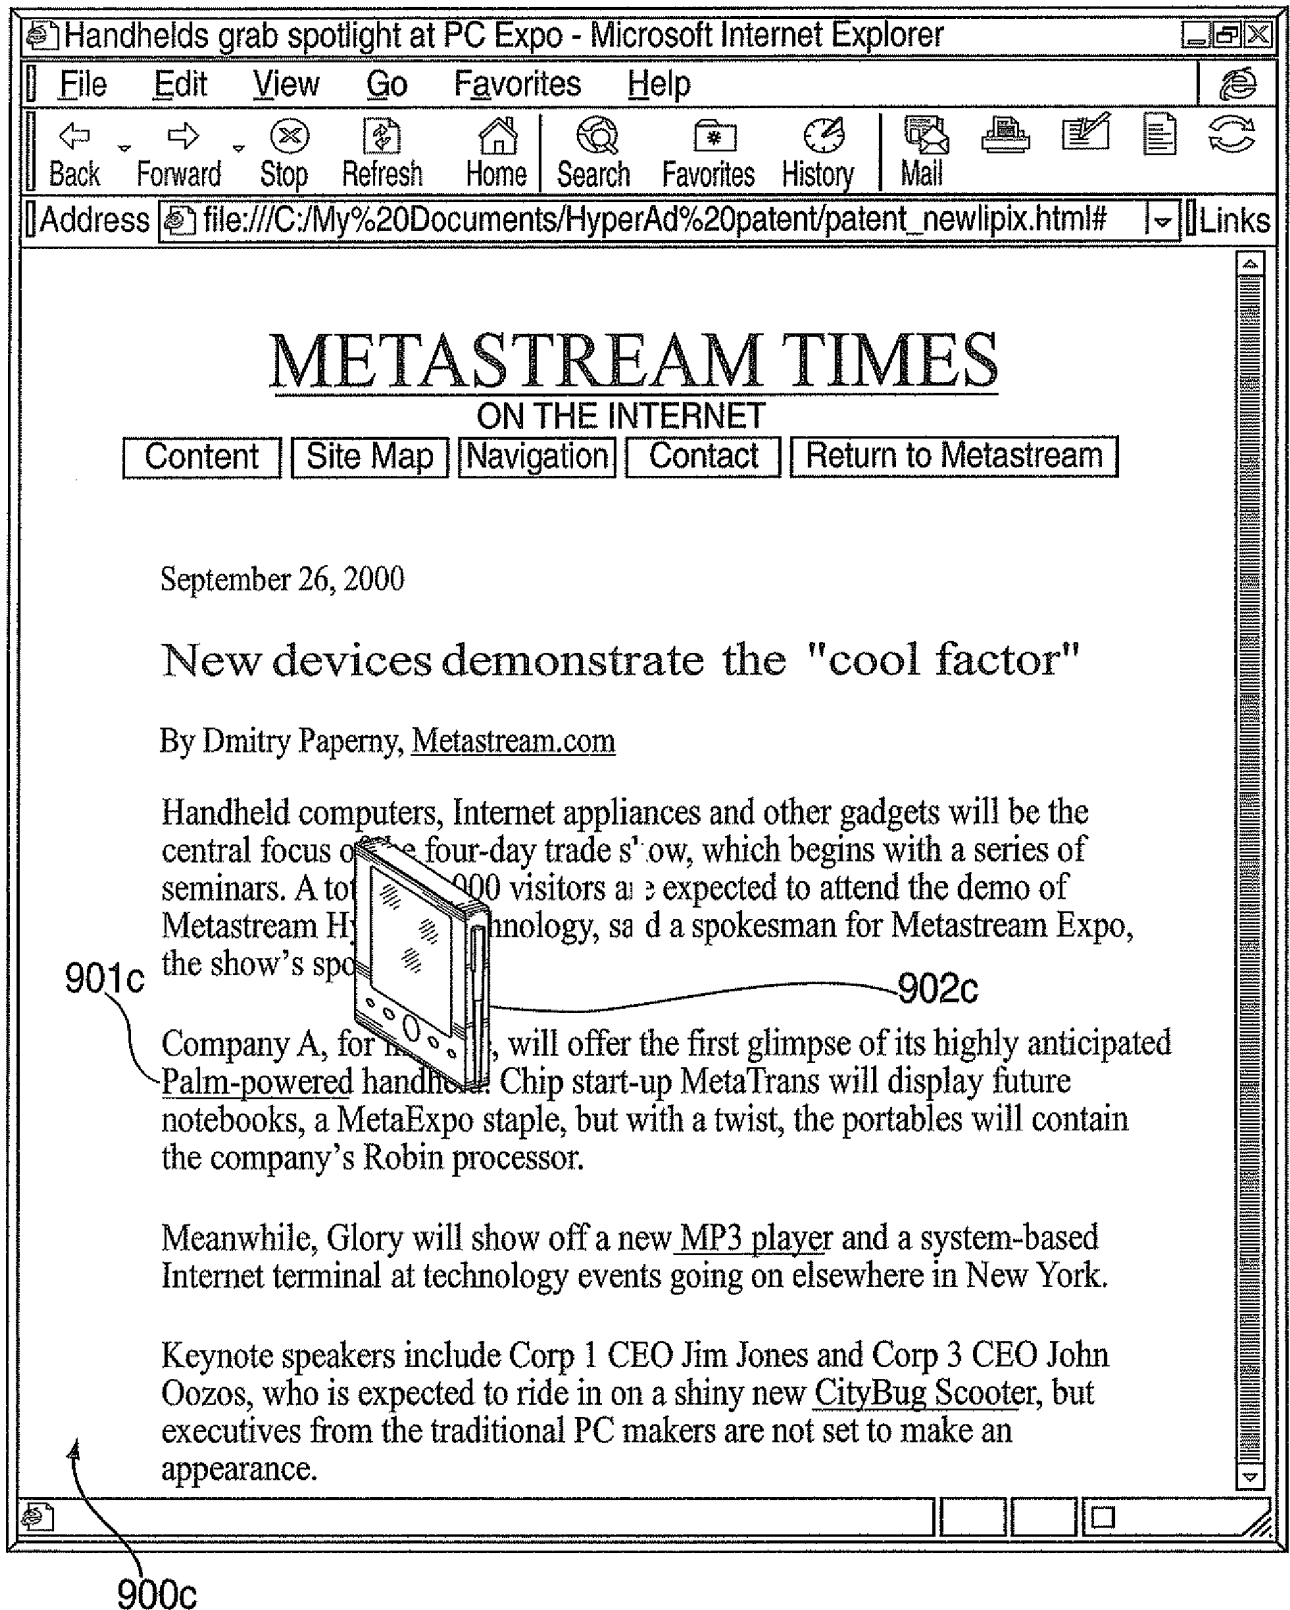 Handhelds grab spotlight at PC Expo - Microsoft Internet Explorer
File Edit View Go Favorites Help
Back Forward Stop Refresh Home Search Favorites History Mail
Address file:///C:/My%20Documents/HyperAd%20patent/patent_newlipix.html# Links
METASTREAM TIMES
ON THE INTERNET
Content Site Map Navigation Contact Return to Metastream
September 26, 2000
New devices demonstrate the "cool factor"
By Dmitry Paperny, Metastream.com
Handheld computers, Internet appliances and other gadgets will be the
central focus four-day trade which begins with a series of
seminars. A visitors expected to attend the demo of
Metastream a spokesman for Metastream Expo,
the show's
901c
902c
Company A, for will offer the first glimpse of its highly anticipated
Palm-powered Chip start-up MetaTrans will display future
notebooks, a MetaExpo staple, but with a twist, the portables will contain
the company's Robin processor.
Meanwhile, Glory will show off a new MP3 player and a system-based
Internet terminal at technology events going on elsewhere in New York.
Keynote speakers include Corp 1 CEO Jim Jones and Corp 3 CEO John
Oozos, who is expected to ride in on a shiny new CityBug Scooter, but
executives from the traditional PC makers are not set to make an
appearance.
900c